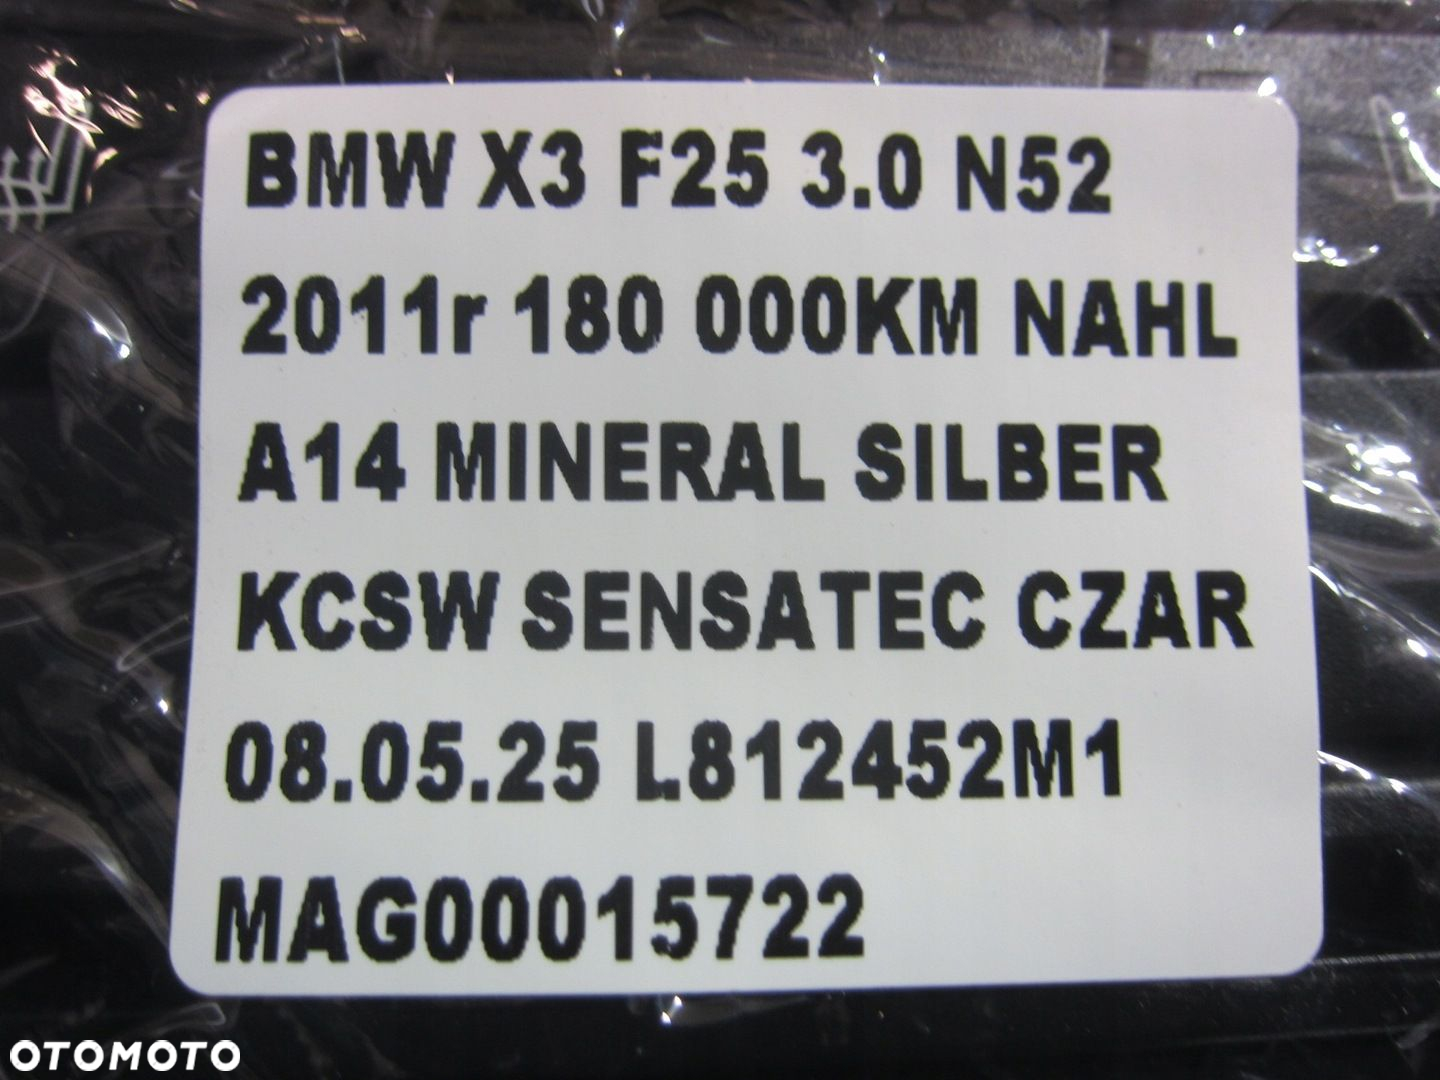 BMW X3 F25 3.0 N52
2011r 180 000KM NAHL
A14 MINERAL SILBER
KCSW SENSATEC CZAR
08.05.25 L812452M1
MAG00015722
OTOMOTO